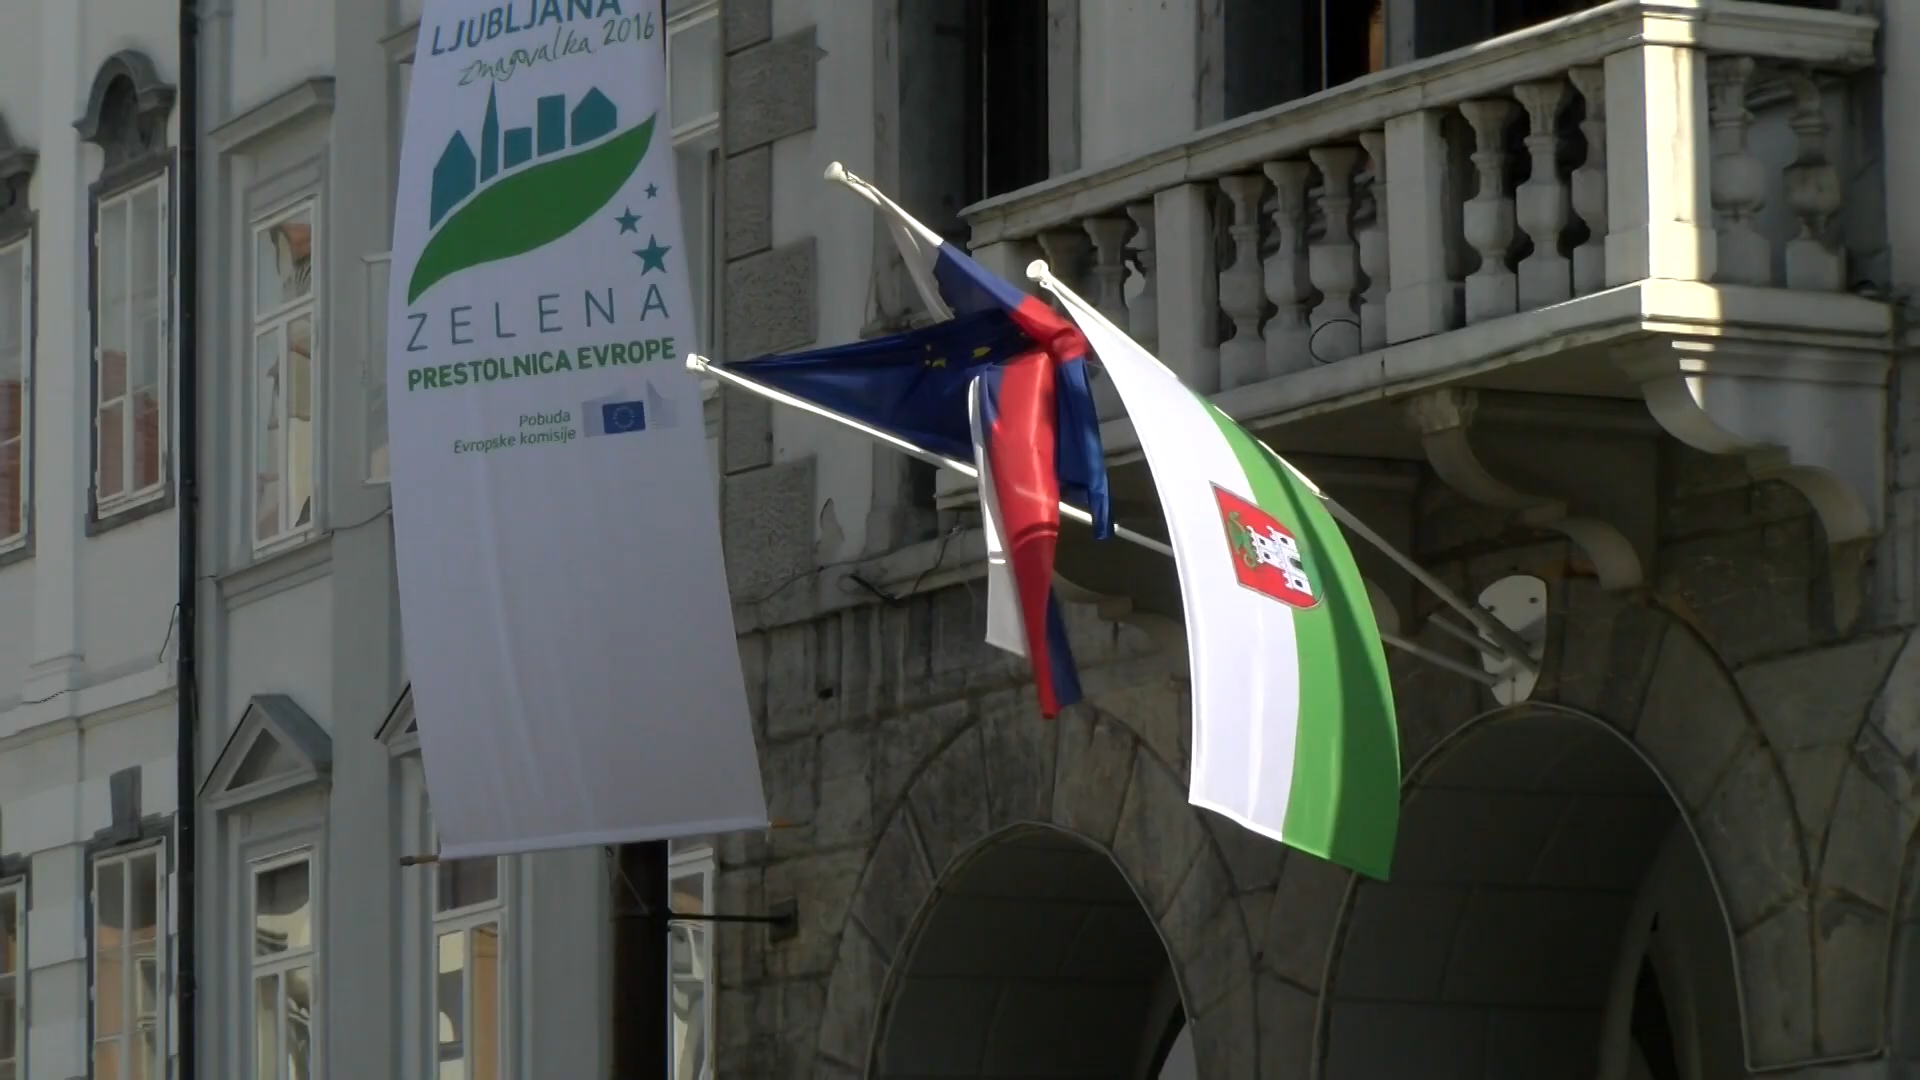 LJUBLJANA
zmagovalka 2016
ZELENA
PRESTOLNICA EVROPE
Pobuda
Evropske komisije